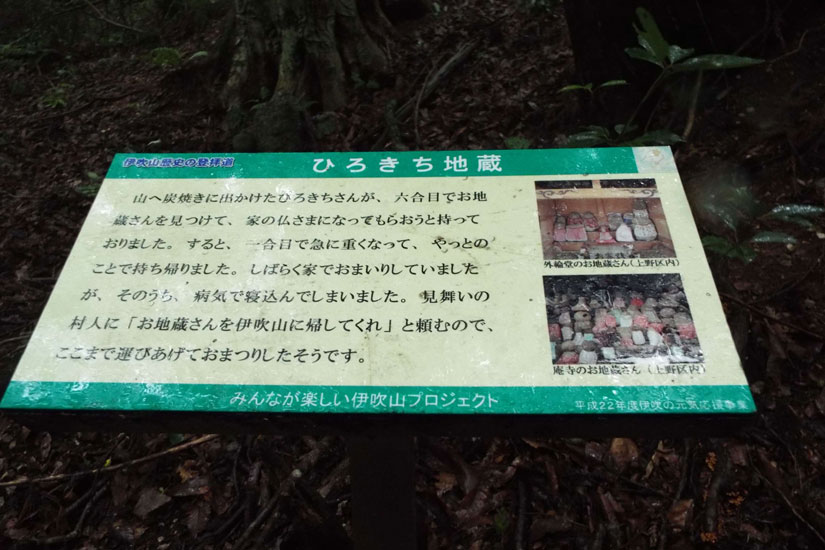 伊吹山歴史の登拝道
ひろきち地蔵
山へ炭焼きに出かけたひろきちさんが、六合目でお地
蔵さんを見つけて、家の仏さまになってもらおうと持って
おりました。すると、一合目で急に重くなって、やっとの
ことで持ち帰りました。しばらく家でおまいりしていました
が、そのうち、病気で寝込んでしまいました。見舞いの
村人に「お地蔵さんを伊吹山に帰してくれ」と頼むので、
ここまで運びあげておまつりしたそうです。
外輪堂のお地蔵さん(上野区内)
庵寺のお地蔵さん(上野区内)
みんなが楽しい伊吹山プロジェクト
平成22年度伊吹の元気応援事業